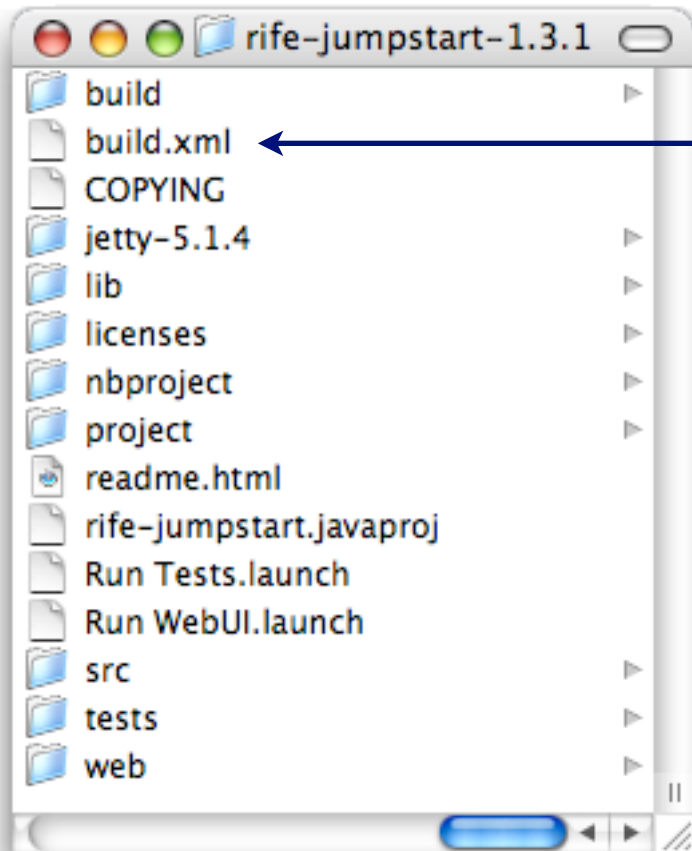 rife-jumpstart-1.3.1
build
build.xml
COPYING
jetty-5.1.4
lib
licenses
nbproject
project
readme.html
rife-jumpstart.javaproj
Run Tests.launch
Run WebUI.launch
src
tests
web